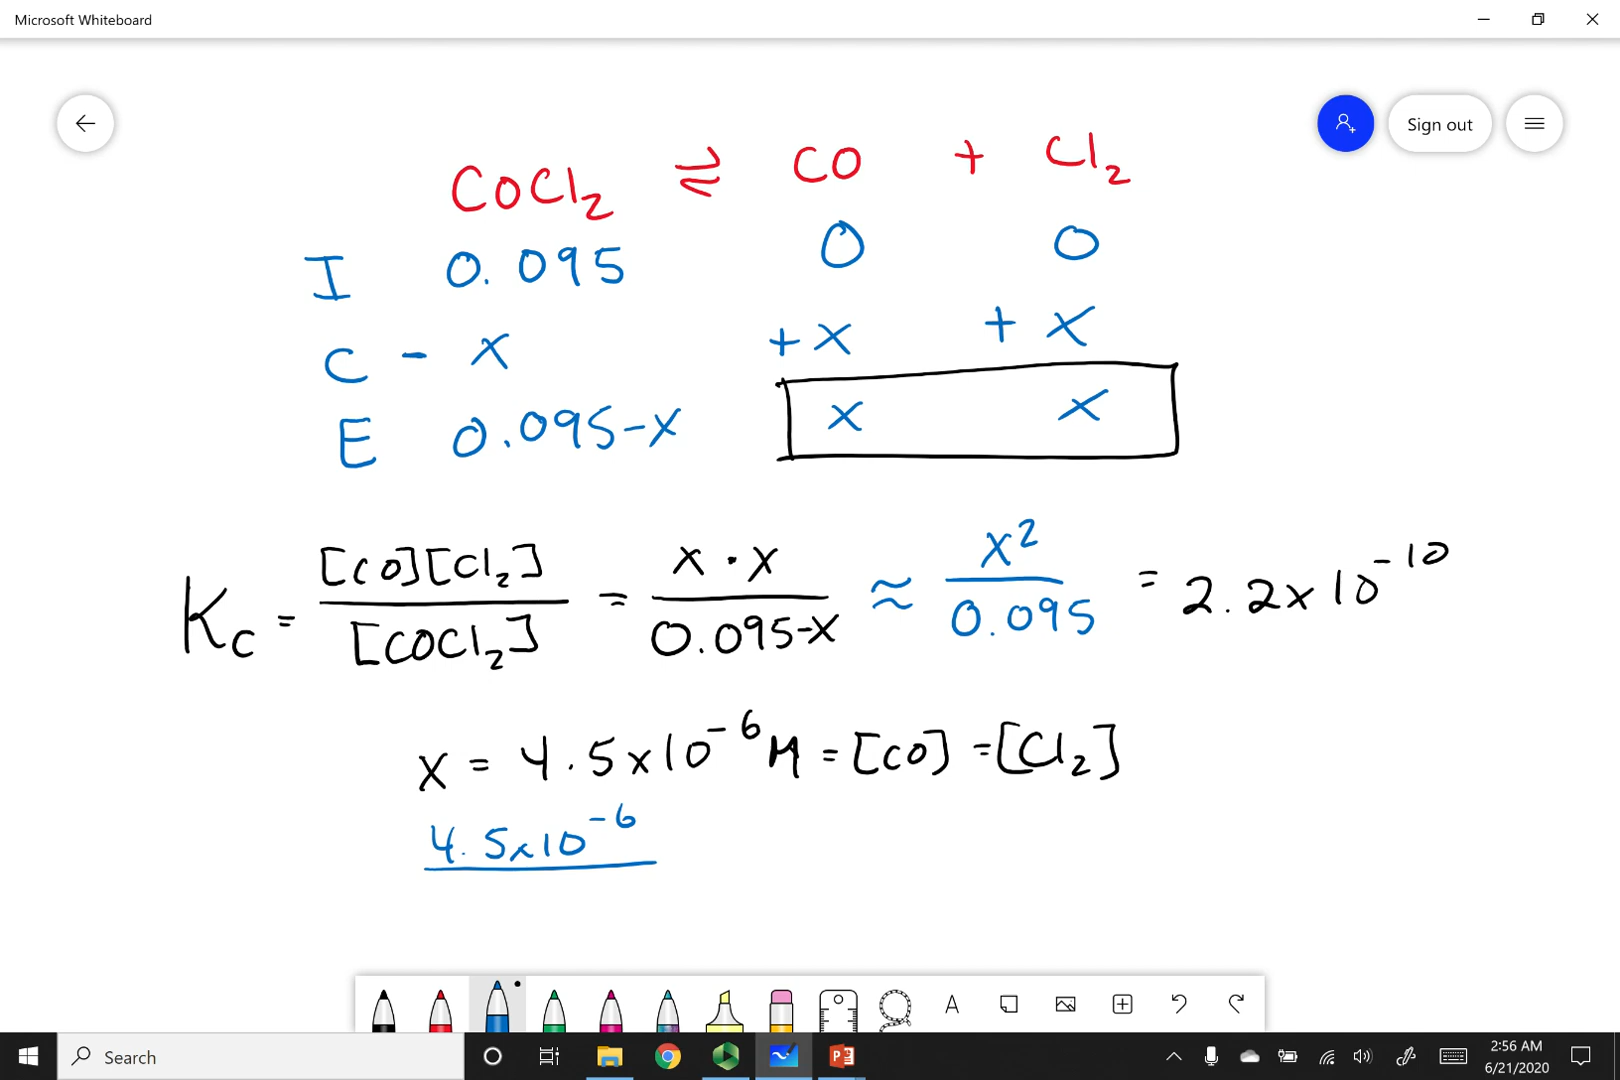 Microsoft Whiteboard
Sign out
COCl₂ ⇌ CO + Cl₂
I 0.095 0 0
C - x +x + x
E 0.095-x x x
Kc = [CO][Cl₂] / [COCl₂] = x · x / 0.095-x ≈ x² / 0.095 = 2.2x10⁻¹⁰
x = 4.5x10⁻⁶ M = [CO] = [Cl₂]
4.5x10⁻⁶
A
Search
2:56 AM
6/21/2020